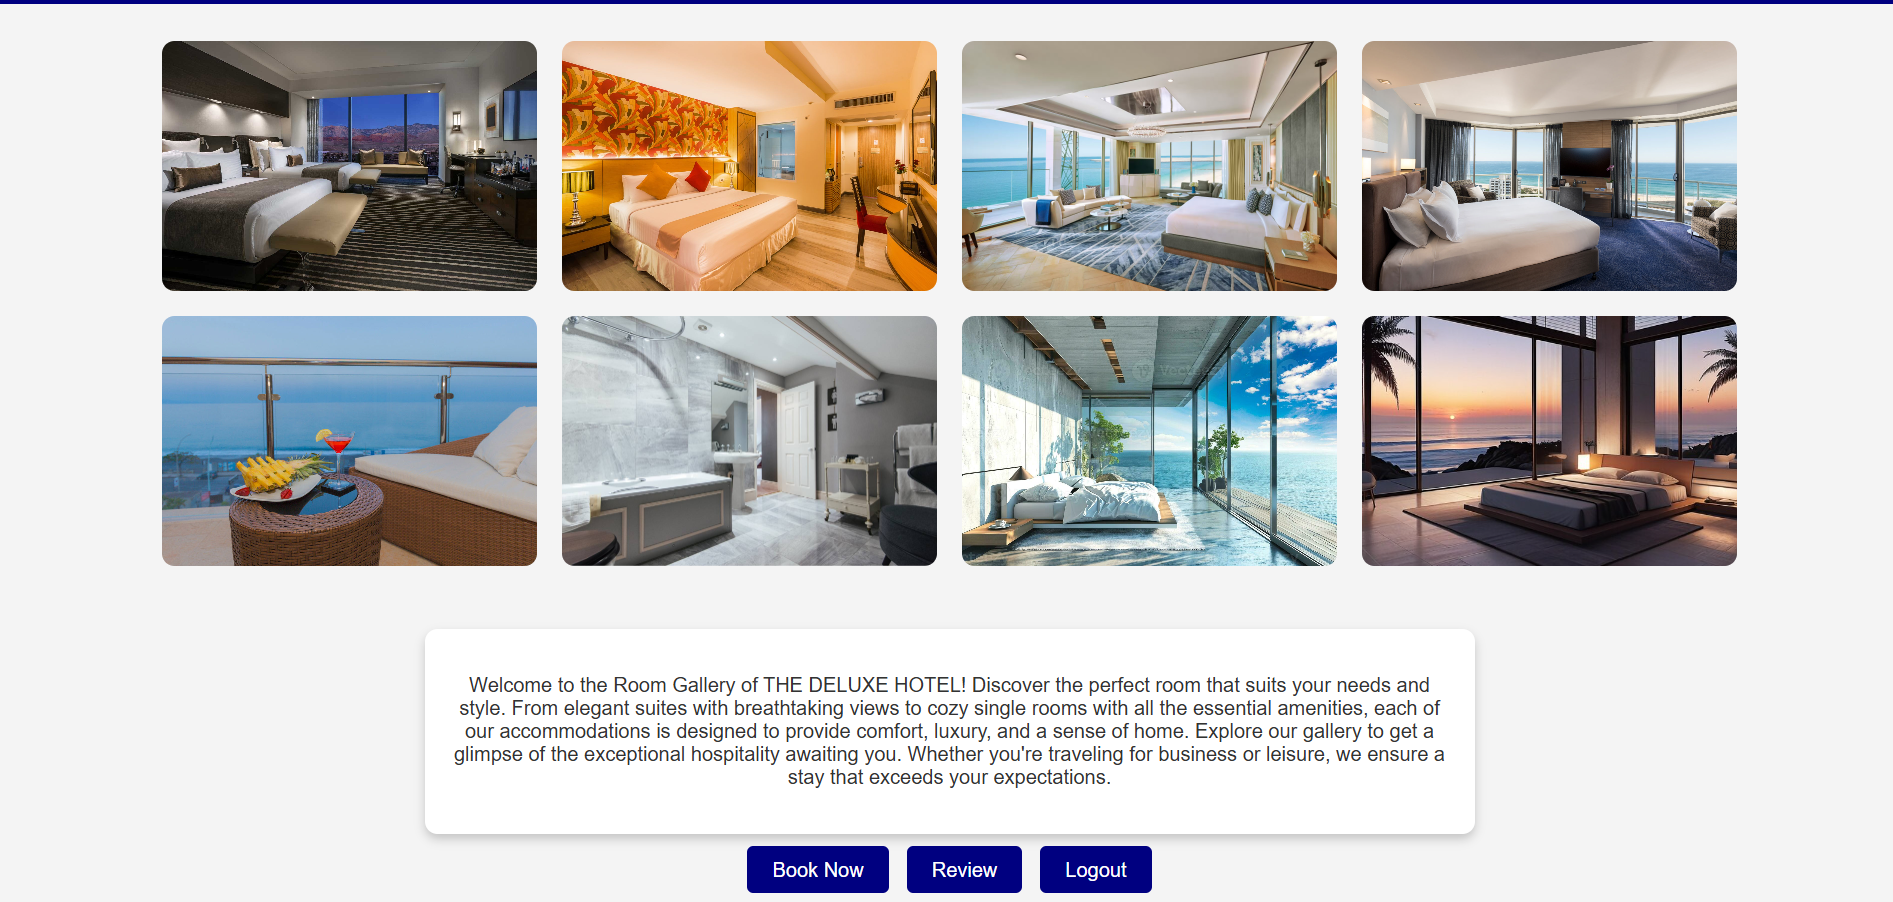 Welcome to the Room Gallery of THE DELUXE HOTEL! Discover the perfect room that suits your needs and
style. From elegant suites with breathtaking views to cozy single rooms with all the essential amenities, each of
our accommodations is designed to provide comfort, luxury, and a sense of home. Explore our gallery to get a
glimpse of the exceptional hospitality awaiting you. Whether you're traveling for business or leisure, we ensure a
stay that exceeds your expectations.
Book Now
Review
Logout